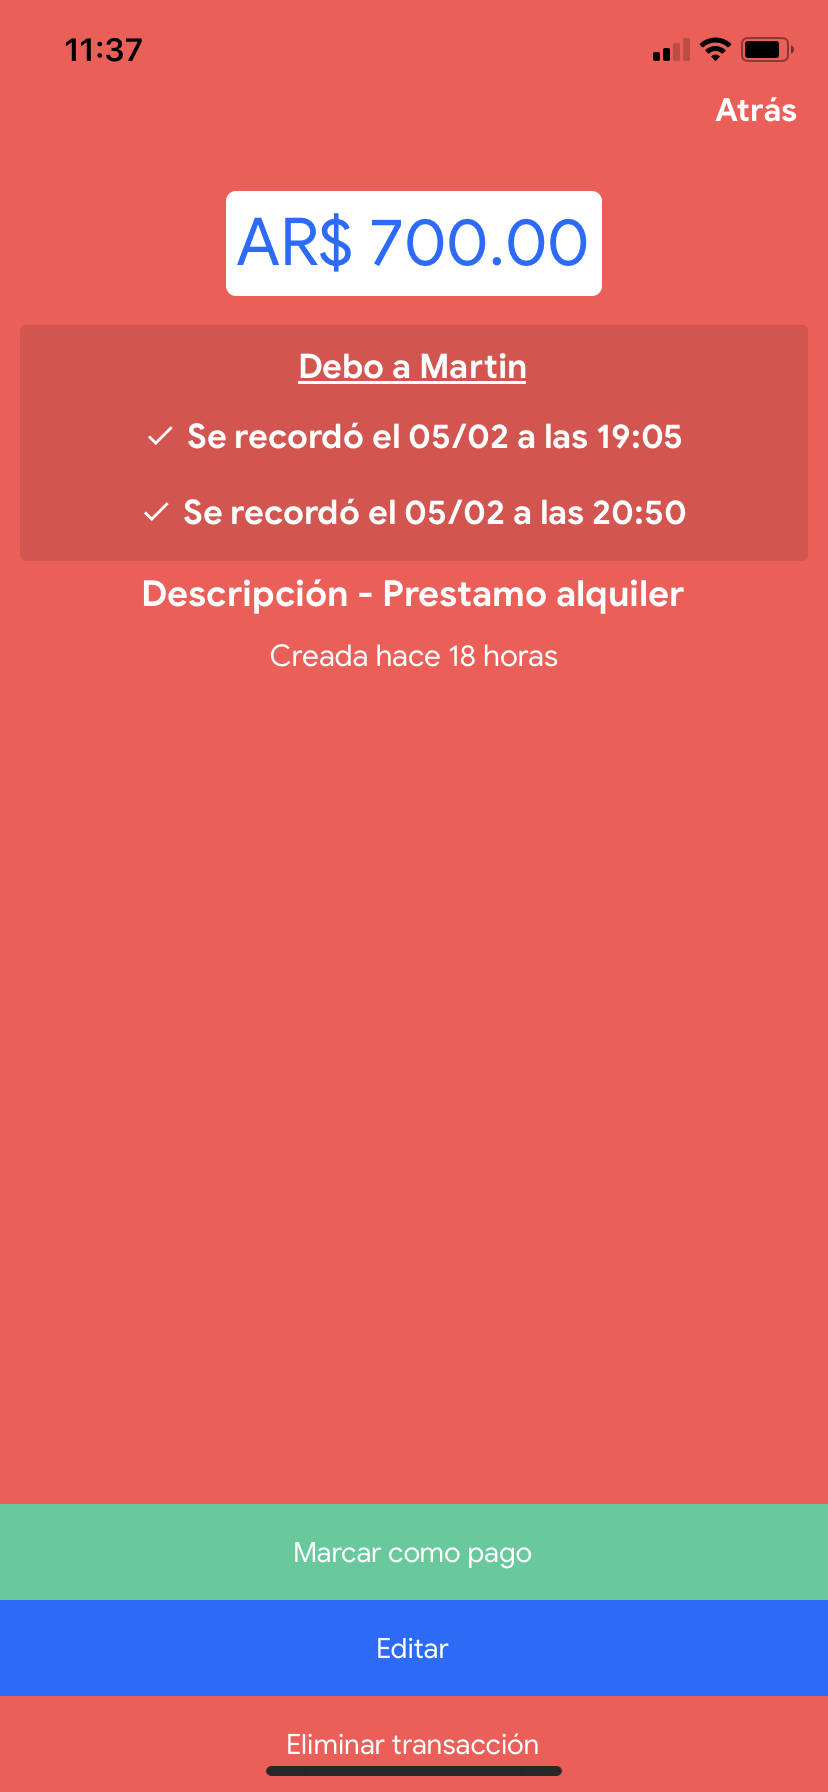 11:37
Atrás
AR$ 700.00
Debo a Martin
Se recordó el 05/02 a las 19:05
Se recordó el 05/02 a las 20:50
Descripción - Prestamo alquiler
Creada hace 18 horas
Marcar como pago
Editar
Eliminar transacción